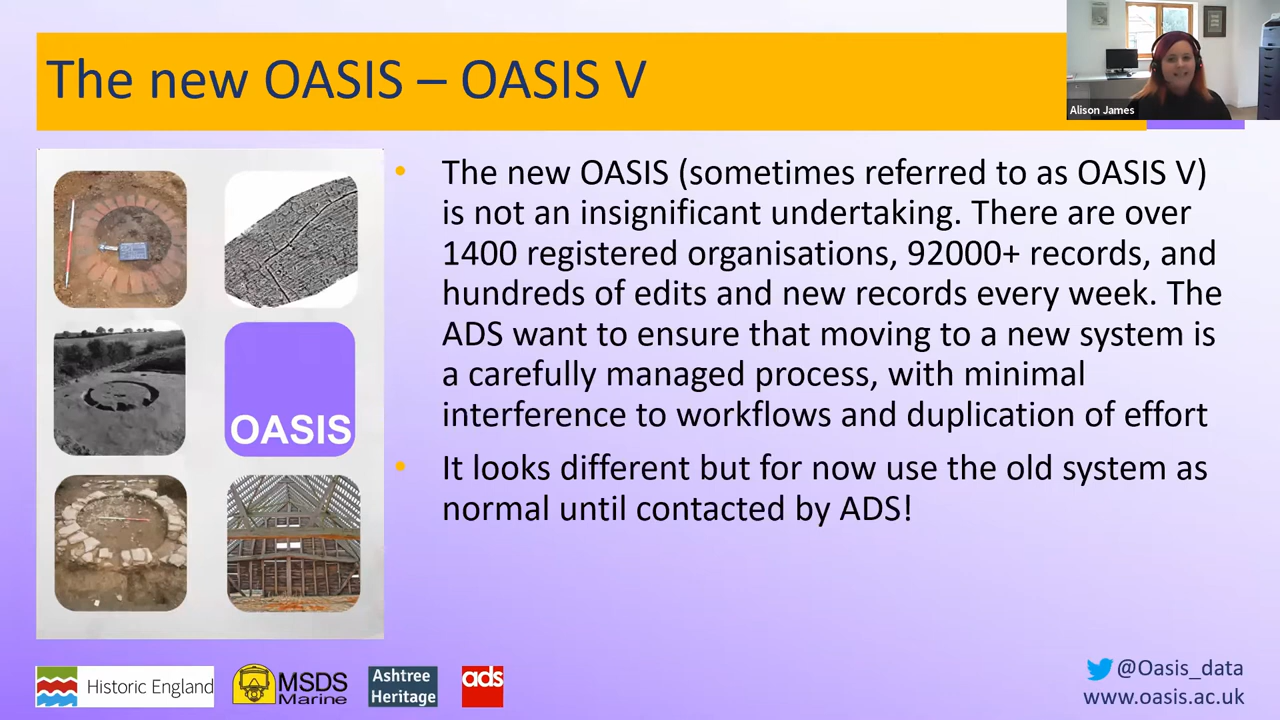 The new OASIS – OASIS V
Alison James
The new OASIS (sometimes referred to as OASIS V)
is not an insignificant undertaking. There are over
1400 registered organisations, 92000+ records, and
hundreds of edits and new records every week. The
ADS want to ensure that moving to a new system is
a carefully managed process, with minimal
interference to workflows and duplication of effort
It looks different but for now use the old system as
normal until contacted by ADS!
OASIS
Historic England
MSDS
Marine
Ashtree
Heritage
ads
@Oasis_data
www.oasis.ac.uk